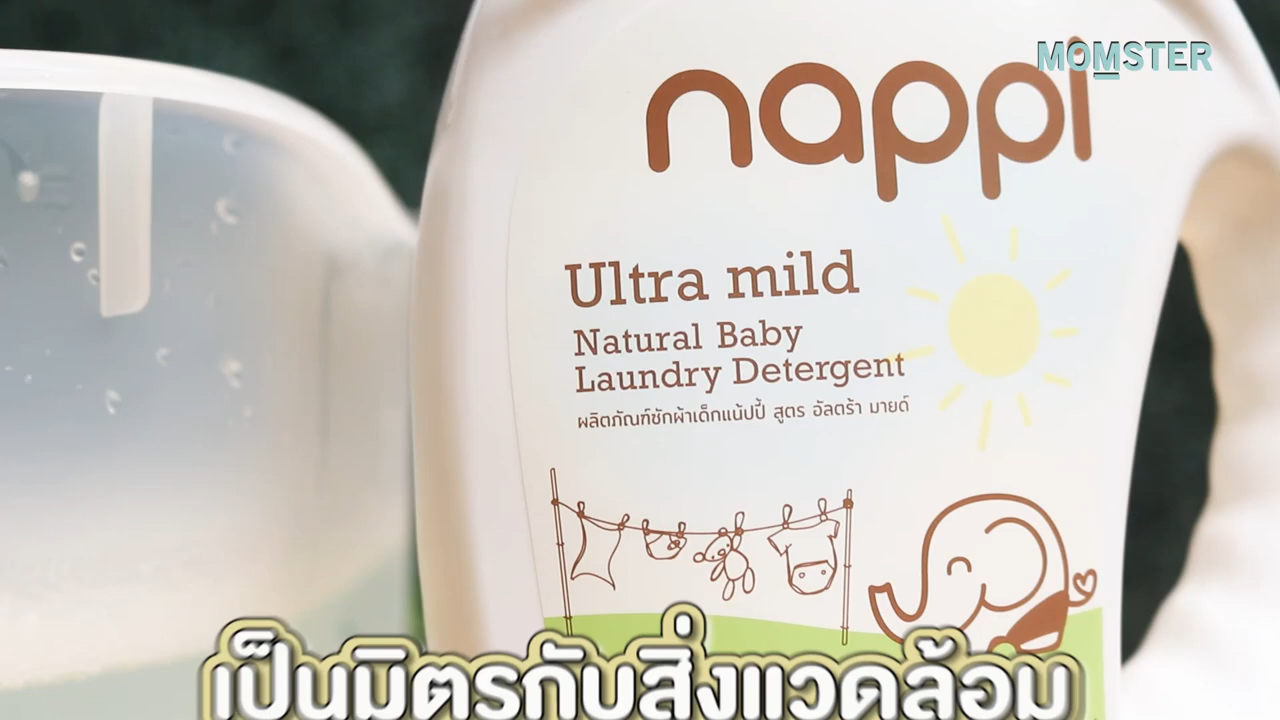 MOMSTER
nappi
Ultra mild
Natural Baby
Laundry Detergent
ผลิตภัณฑ์ซักผ้าเด็กแน้ปปี้ สูตร อัลตร้า มายด์
เป็นมิตรกับสิ่งแวดล้อม